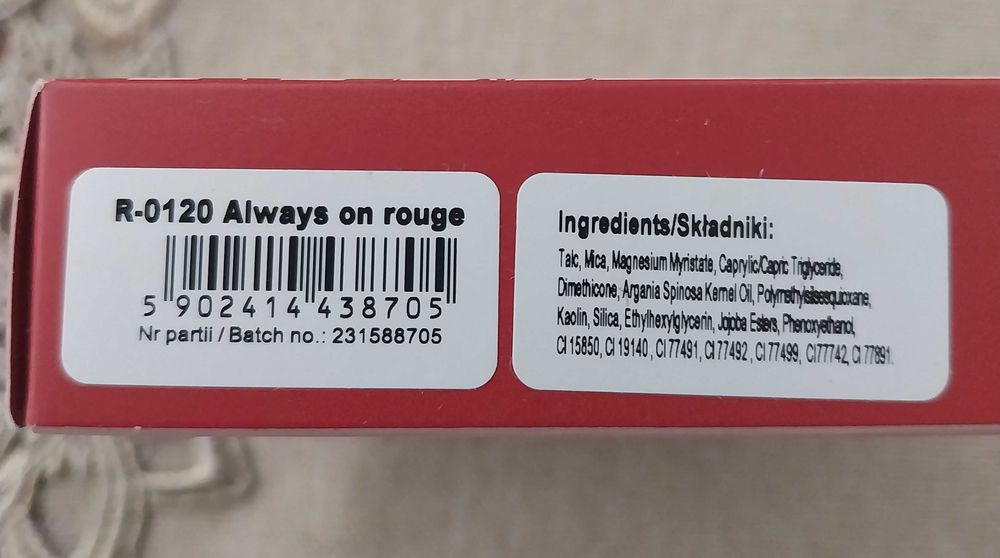 R-0120 Always on rouge
5 902414 438705
Nr partii / Batch no.: 231588705
Ingredients/Składniki:
Talc, Mica, Magnesium Myristate, Caprylic/Capric Triglyceride,
Dimethicone, Argania Spinosa Kernel Oil, Polymethylsilsesquioxane,
Kaolin, Silica, Ethylhexylglycerin, Jojoba Esters, Phenoxyethanol,
CI 15850, CI 19140 , CI 77491, CI 77492 , CI 77499, CI77742, CI 77891.